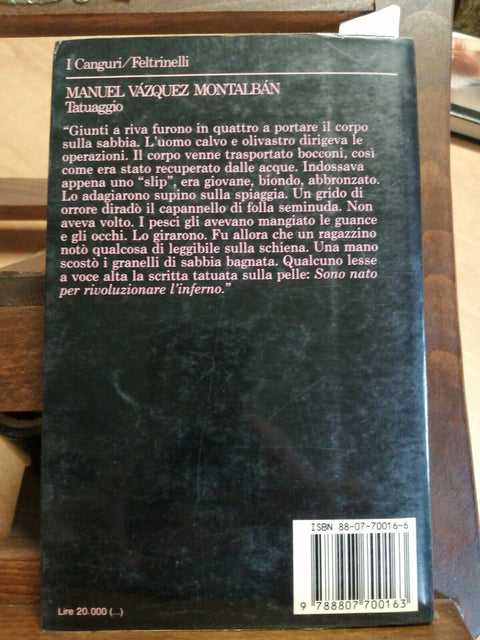 I Canguri/Feltrinelli
MANUEL VÁZQUEZ MONTALBÁN
Tatuaggio
"Giunti a riva furono in quattro a portare il corpo
sulla sabbia. L'uomo calvo e olivastro dirigeva le
operazioni. Il corpo venne trasportato bocconi, così
come era stato recuperato dalle acque. Indossava
appena uno "slip", era giovane, biondo, abbronzato.
Lo adagiarono supino sulla spiaggia. Un grido di
orrore diradò il capannello di folla seminuda. Non
aveva volto. I pesci gli avevano mangiato le guance
e gli occhi. Lo girarono. Fu allora che un ragazzino
notò qualcosa di leggibile sulla schiena. Una mano
scostò i granelli di sabbia bagnata. Qualcuno lesse
a voce alta la scritta tatuata sulla pelle: Sono nato
per rivoluzionare l'inferno."
ISBN 88-07-70016-6
9 788807 700163
Lire 20.000 (...)